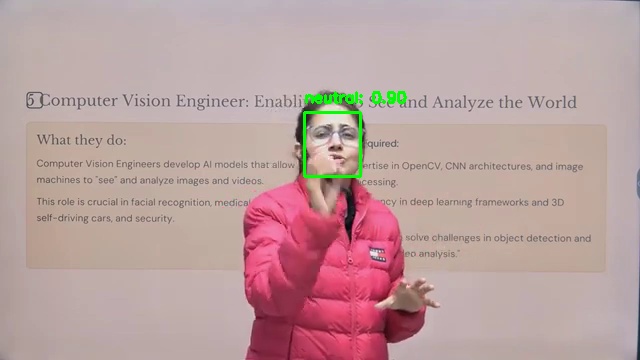 5 Computer Vision Engineer: Enabli
neutral: 0.90
See and Analyze the World
What they do:
Computer Vision Engineers develop AI models that allow
machines to "see" and analyze images and videos.
This role is crucial in facial recognition, medical
self-driving cars, and security.
quired:
ertise in OpenCV, CNN architectures, and image
cessing.
ency in deep learning frameworks and 3D
solve challenges in object detection and
eo analysis."
TOMMY